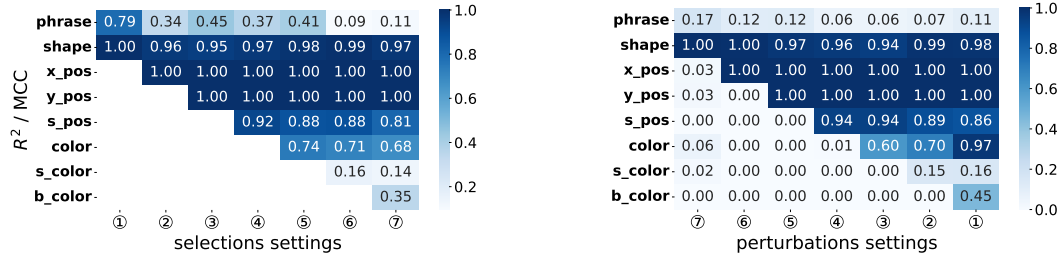 R² / MCC
phrase 0.79 0.34 0.45 0.37 0.41 0.09 0.11
shape 1.00 0.96 0.95 0.97 0.98 0.99 0.97
x_pos 1.00 1.00 1.00 1.00 1.00 1.00
y_pos 1.00 1.00 1.00 1.00 1.00
s_pos 0.92 0.88 0.88 0.81
color 0.74 0.71 0.68
s_color 0.16 0.14
b_color 0.35
① ② ③ ④ ⑤ ⑥ ⑦
selections settings
1.0
0.8
0.6
0.4
0.2
phrase 0.17 0.12 0.12 0.06 0.06 0.07 0.11
shape 1.00 1.00 0.97 0.96 0.94 0.99 0.98
x_pos 0.03 1.00 1.00 1.00 1.00 1.00 1.00
y_pos 0.03 0.00 1.00 1.00 1.00 1.00 1.00
s_pos 0.00 0.00 0.00 0.94 0.94 0.89 0.86
color 0.06 0.00 0.00 0.01 0.60 0.70 0.97
s_color 0.02 0.00 0.00 0.00 0.00 0.15 0.16
b_color 0.00 0.00 0.00 0.00 0.00 0.00 0.45
⑦ ⑥ ⑤ ④ ③ ② ①
perturbations settings
1.0
0.8
0.6
0.4
0.2
0.0